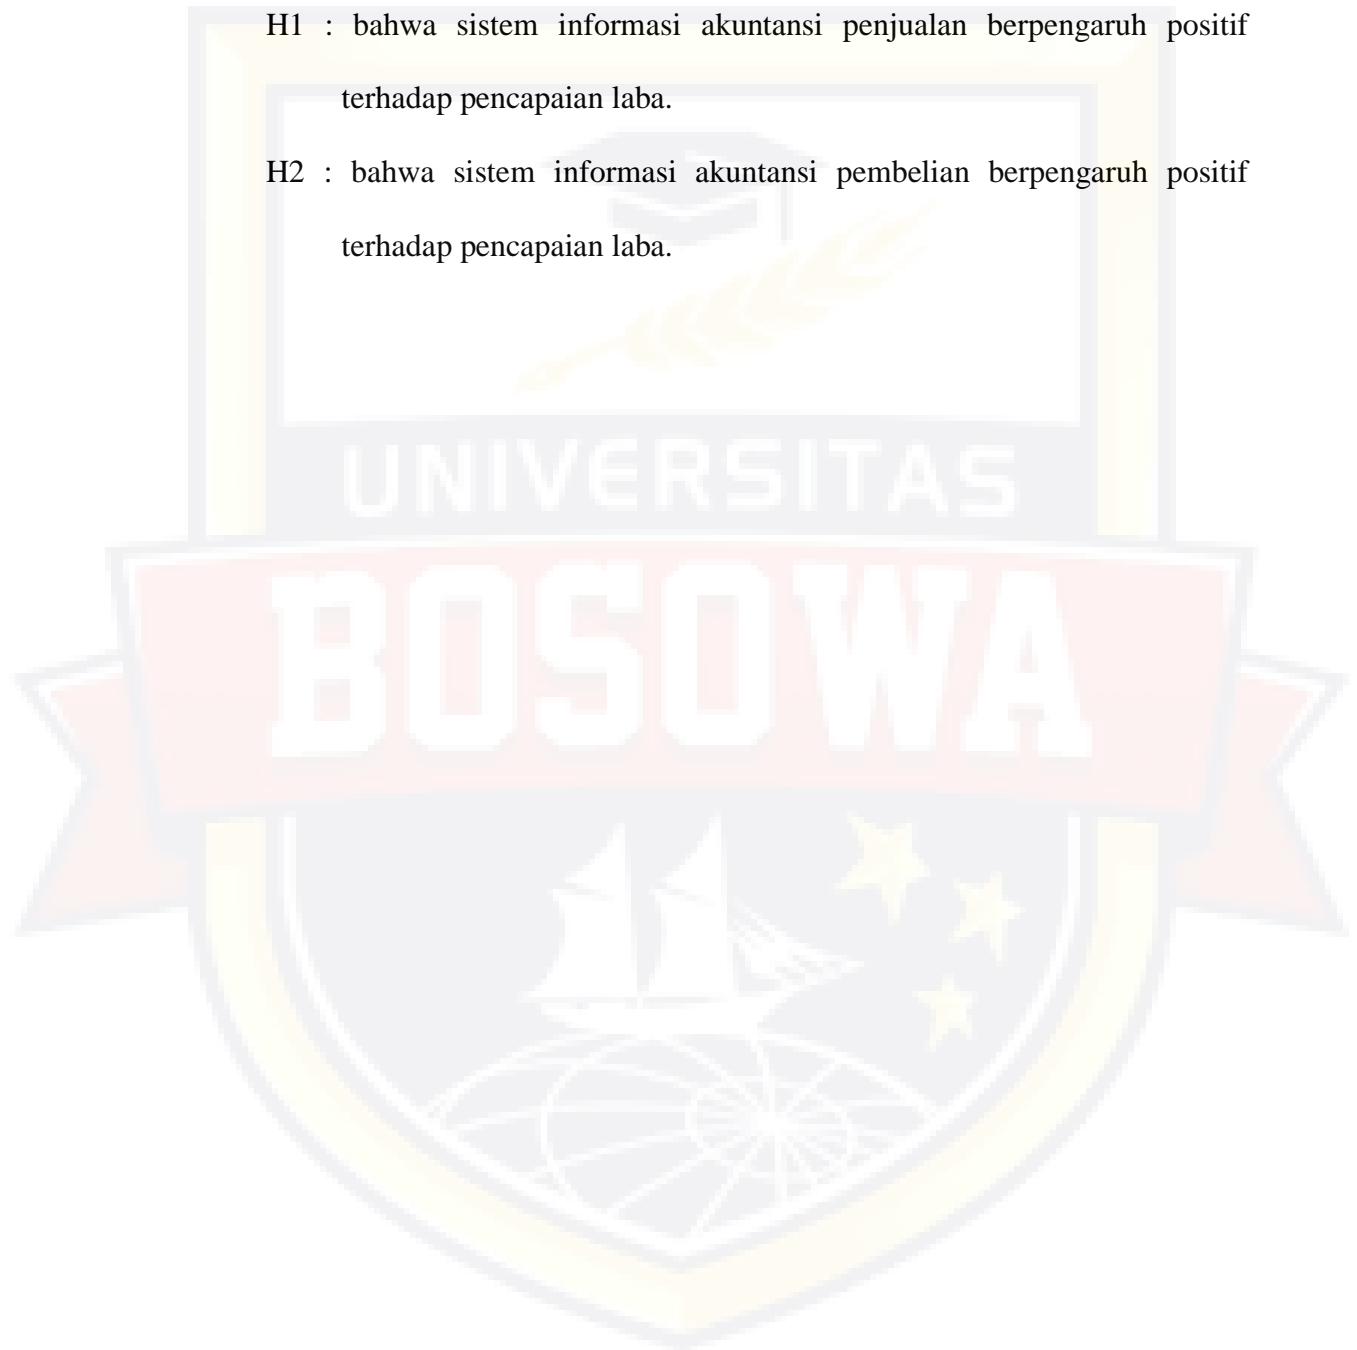 H1 : bahwa sistem informasi akuntansi penjualan berpengaruh positif
terhadap pencapaian laba.
H2 : bahwa sistem informasi akuntansi pembelian berpengaruh positif
terhadap pencapaian laba.
UNIVERSITAS
BOSOWA